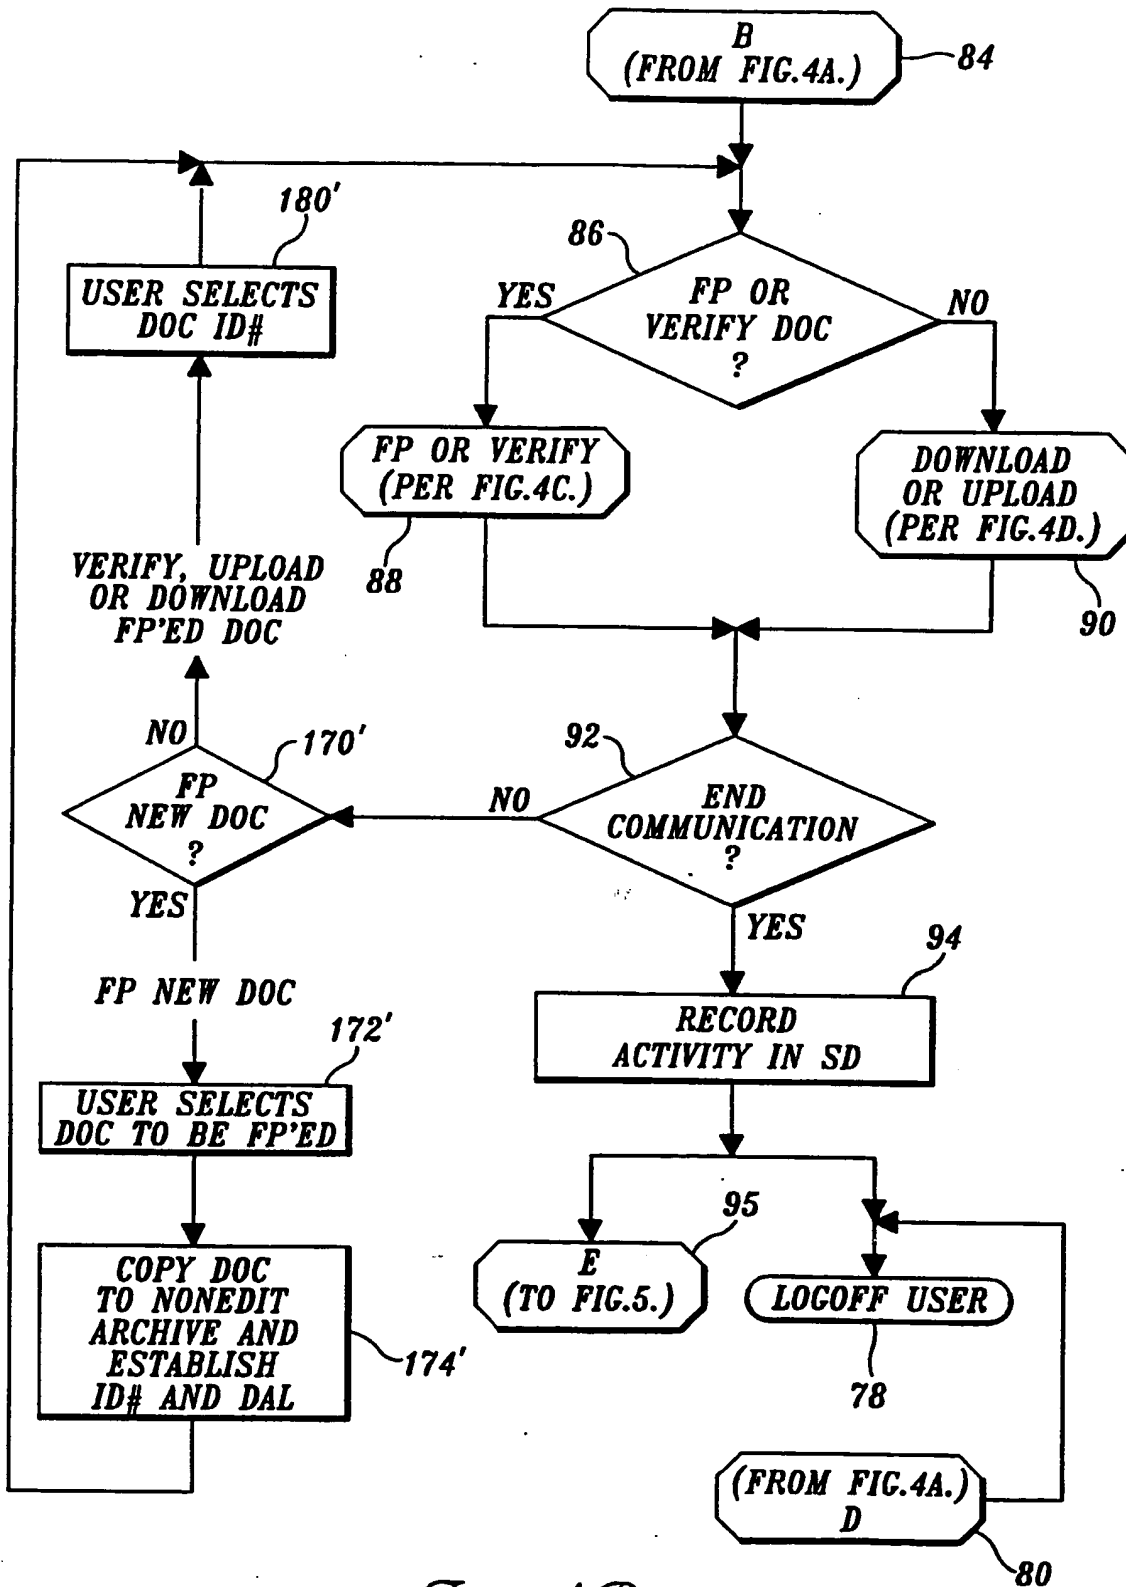 B
(FROM FIG.4A.)
84
180'
86
USER SELECTS
DOC ID#
YES
FP OR
VERIFY DOC
?
NO
FP OR VERIFY
(PER FIG.4C.)
88
DOWNLOAD
OR UPLOAD
(PER FIG.4D.)
90
VERIFY, UPLOAD
OR DOWNLOAD
FP'ED DOC
NO
170'
FP
NEW DOC
?
YES
92
NO
END
COMMUNICATION
?
YES
94
FP NEW DOC
172'
RECORD
ACTIVITY IN SD
USER SELECTS
DOC TO BE FP'ED
95
COPY DOC
TO NONEDIT
ARCHIVE AND
ESTABLISH
ID# AND DAL
174'
E
(TO FIG.5.)
LOGOFF USER
78
(FROM FIG.4A.)
D
80